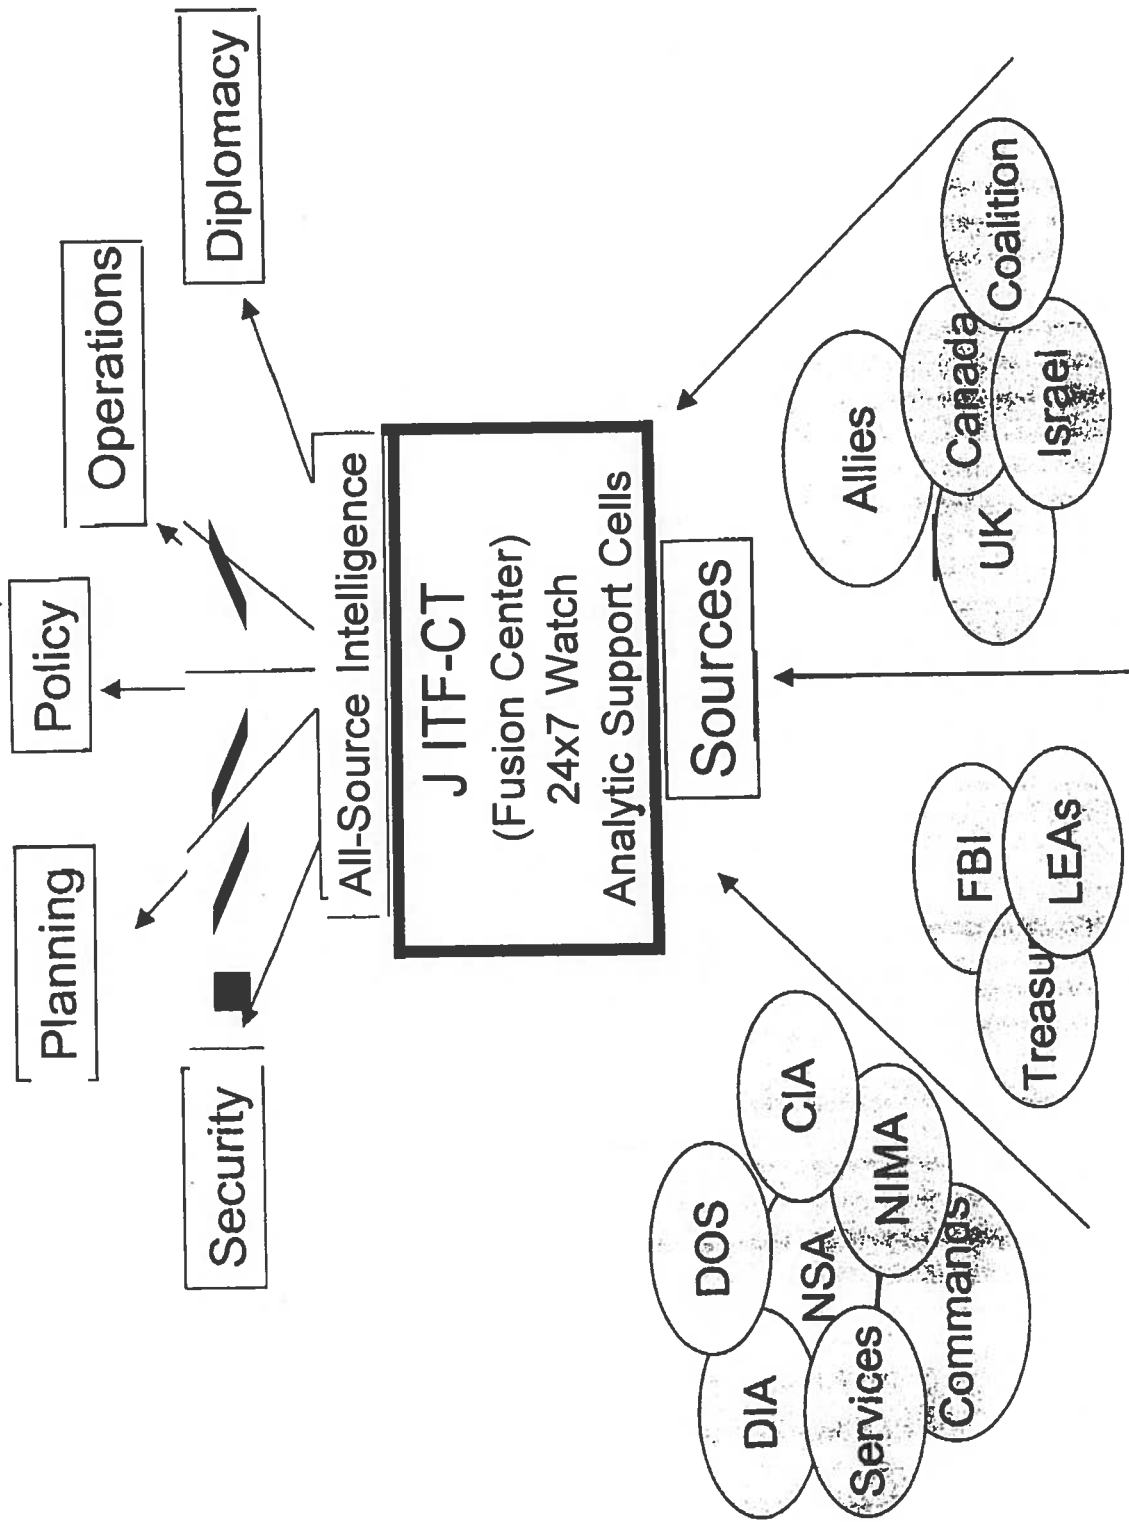 Planning
Policy
Operations
Security
Diplomacy
All-Source Intelligence
J ITF-CT
(Fusion Center)
24x7 Watch
Analytic Support Cells
Sources
DIA
DOS
CIA
NSA
Services
NIMA
Commands
FBI
Treasu
LEAs
Allies
UK
Canada
Israel
Coalition